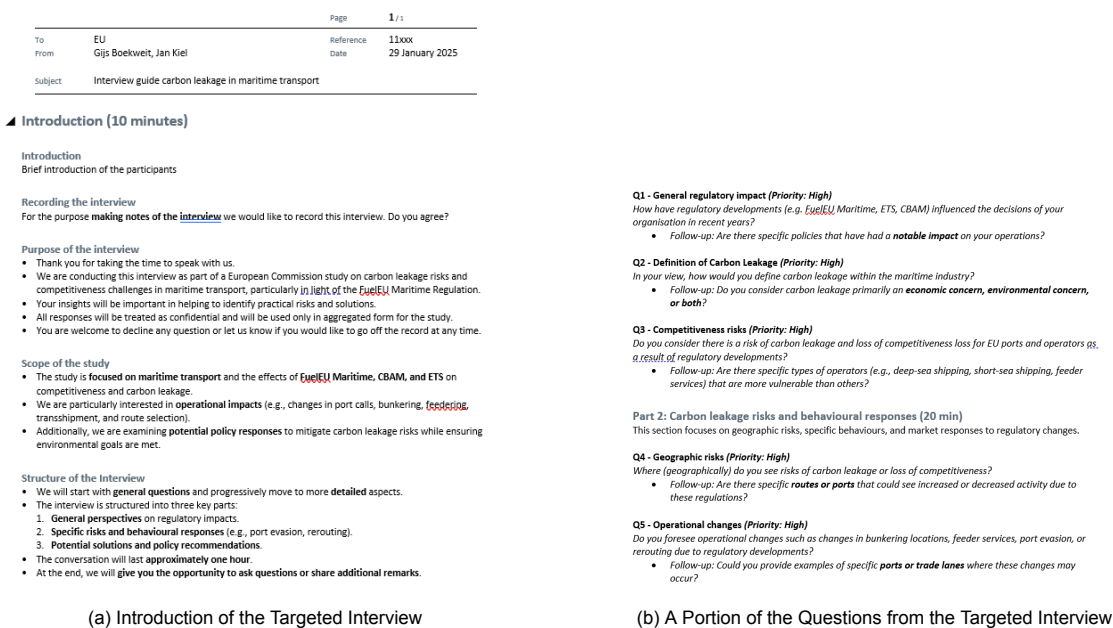 Page 1 / 1
To EU Reference 11xxx
From Gijs Boekweit, Jan Kiel Date 29 January 2025
Subject Interview guide carbon leakage in maritime transport
Introduction (10 minutes)
Introduction
Brief introduction of the participants
Recording the interview
For the purpose making notes of the interview we would like to record this interview. Do you agree?
Purpose of the interview
• Thank you for taking the time to speak with us.
• We are conducting this interview as part of a European Commission study on carbon leakage risks and
competitiveness challenges in maritime transport, particularly in light of the FuelEU Maritime Regulation.
• Your insights will be important in helping to identify practical risks and solutions.
• All responses will be treated as confidential and will be used only in aggregated form for the study.
• You are welcome to decline any question or let us know if you would like to go off the record at any time.
Scope of the study
• The study is focused on maritime transport and the effects of FuelEU Maritime, CBAM, and ETS on
competitiveness and carbon leakage.
• We are particularly interested in operational impacts (e.g., changes in port calls, bunkering, feedering,
transshipment, and route selection).
• Additionally, we are examining potential policy responses to mitigate carbon leakage risks while ensuring
environmental goals are met.
Structure of the Interview
• We will start with general questions and progressively move to more detailed aspects.
• The interview is structured into three key parts:
1. General perspectives on regulatory impacts.
2. Specific risks and behavioural responses (e.g., port evasion, rerouting).
3. Potential solutions and policy recommendations.
• The conversation will last approximately one hour.
• At the end, we will give you the opportunity to ask questions or share additional remarks.
(a) Introduction of the Targeted Interview
Q1 - General regulatory impact (Priority: High)
How have regulatory developments (e.g. FuelEU Maritime, ETS, CBAM) influenced the decisions of your
organisation in recent years?
• Follow-up: Are there specific policies that have had a notable impact on your operations?
Q2 - Definition of Carbon Leakage (Priority: High)
In your view, how would you define carbon leakage within the maritime industry?
• Follow-up: Do you consider carbon leakage primarily an economic concern, environmental concern,
or both?
Q3 - Competitiveness risks (Priority: High)
Do you consider there is a risk of carbon leakage and loss of competitiveness loss for EU ports and operators as
a result of regulatory developments?
• Follow-up: Are there specific types of operators (e.g., deep-sea shipping, short-sea shipping, feeder
services) that are more vulnerable than others?
Part 2: Carbon leakage risks and behavioural responses (20 min)
This section focuses on geographic risks, specific behaviours, and market responses to regulatory changes.
Q4 - Geographic risks (Priority: High)
Where (geographically) do you see risks of carbon leakage or loss of competitiveness?
• Follow-up: Are there specific routes or ports that could see increased or decreased activity due to
these regulations?
Q5 - Operational changes (Priority: High)
Do you foresee operational changes such as changes in bunkering locations, feeder services, port evasion, or
rerouting due to regulatory developments?
• Follow-up: Could you provide examples of specific ports or trade lanes where these changes may
occur?
(b) A Portion of the Questions from the Targeted Interview